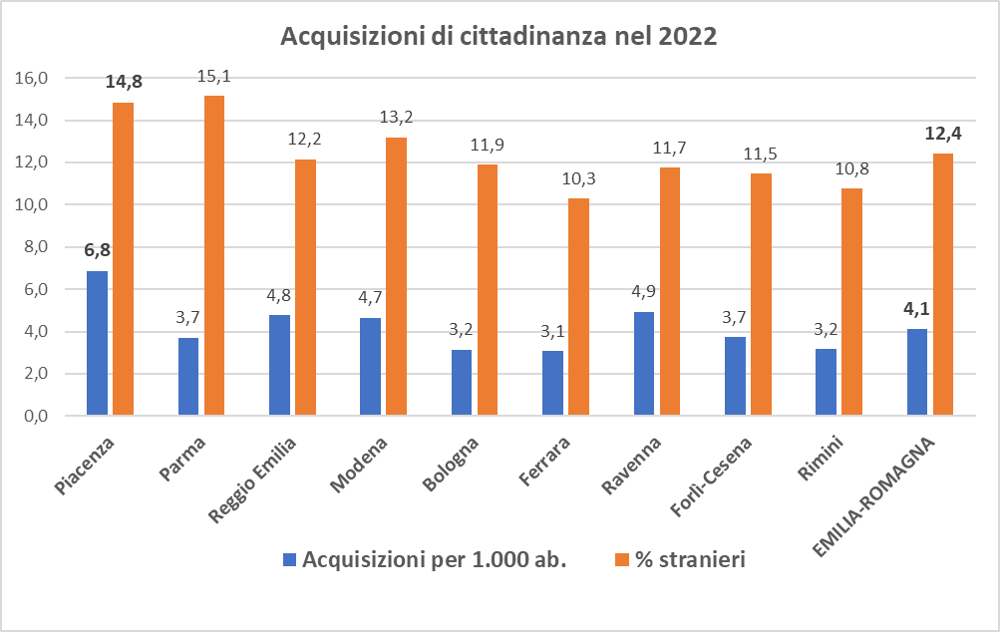 Acquisizioni di cittadinanza nel 2022
16,0
14,0
12,0
10,0
8,0
6,0
4,0
2,0
0,0
6,8
14,8
3,7
15,1
4,8
12,2
4,7
13,2
3,2
11,9
3,1
10,3
4,9
11,7
3,7
11,5
3,2
10,8
4,1
12,4
Piacenza
Parma
Reggio Emilia
Modena
Bologna
Ferrara
Ravenna
Forlì-Cesena
Rimini
EMILIA-ROMAGNA
Acquisizioni per 1.000 ab.
% stranieri